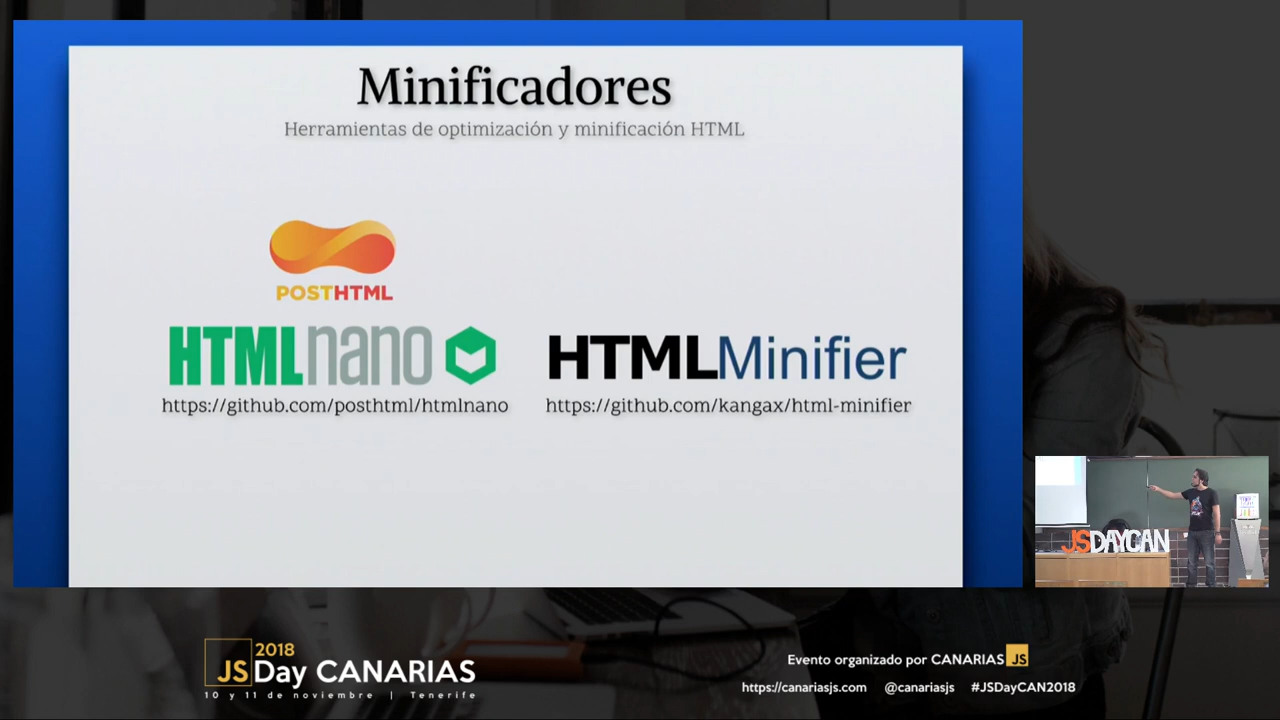 Minificadores
Herramientas de optimización y minificación HTML
POSTHTML
HTMLnano
https://github.com/posthtml/htmlnano
HTMLMinifier
https://github.com/kangax/html-minifier
JSDAYCAN
2018
JSDay CANARIAS
10 y 11 de noviembre | Tenerife
Evento organizado por CANARIAS JS
https://canariasjs.com @canariasjs #JSDayCAN2018